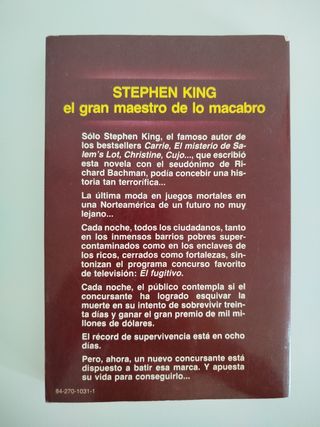 STEPHEN KING
el gran maestro de lo macabro
Sólo Stephen King, el famoso autor de
los bestsellers Carrie, El misterio de Sa-
lem's Lot, Christine, Cujo..., que escribió
esta novela con el seudónimo de Ri-
chard Bachman, podía concebir una his-
toria tan terrorífica...
La última moda en juegos mortales en
una Norteamérica de un futuro no muy
lejano...
Cada noche, todos los ciudadanos, tanto
en los inmensos barrios pobres super-
contaminados como en los enclaves de
los ricos, cerrados como fortalezas, sin-
tonizan el programa concurso favorito
de televisión: El fugitivo.
Cada noche, el público contempla si el
concursante ha logrado esquivar la
muerte en su intento de sobrevivir trein-
ta días y ganar el gran premio de mil mi-
llones de dólares.
El récord de supervivencia está en ocho
días.
Pero, ahora, un nuevo concursante está
dispuesto a batir esa marca. Y apuesta
su vida para conseguirlo...
84-270-1031-1